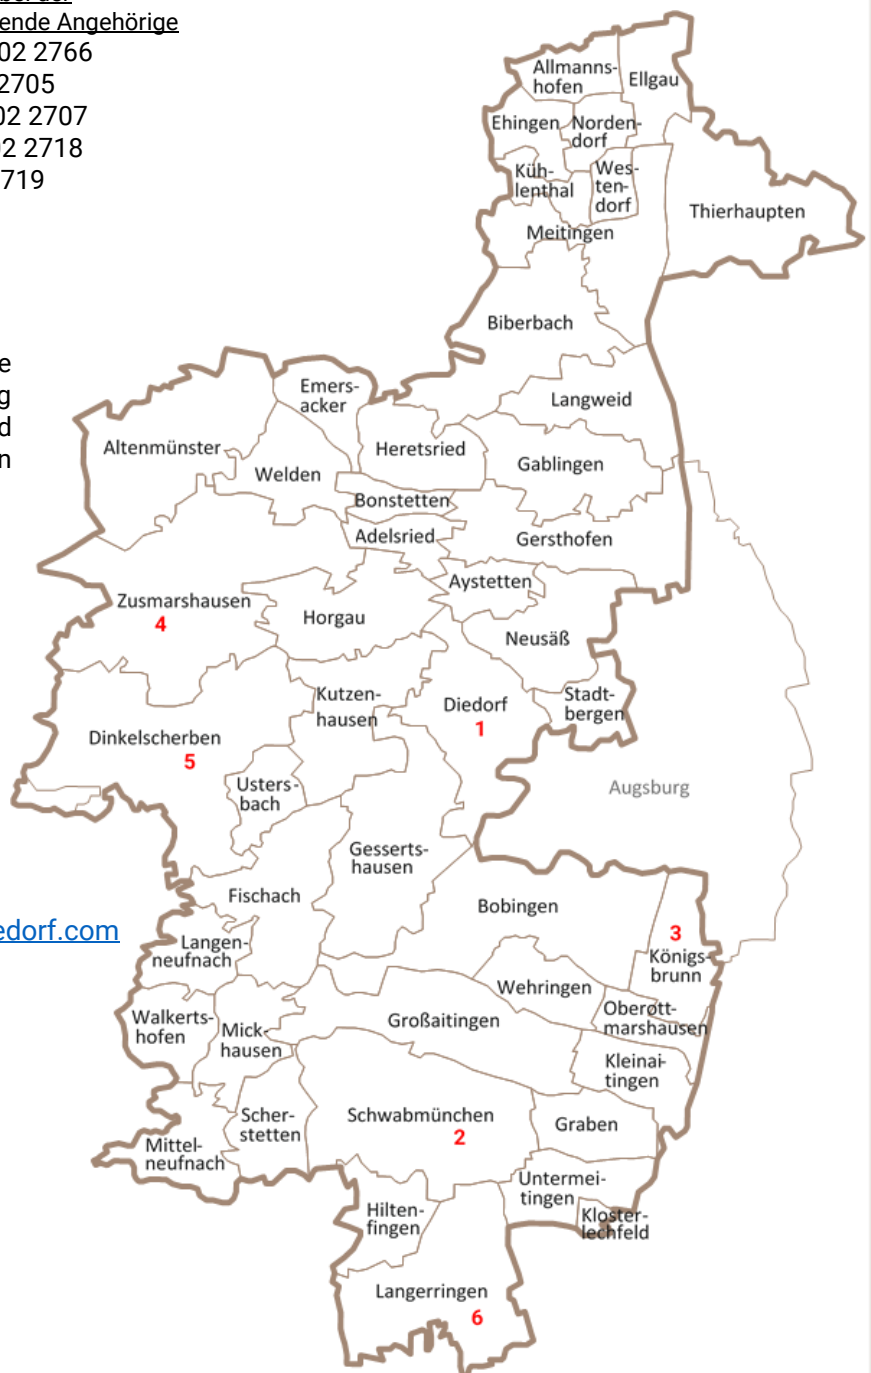 ende Angehörige
02 2766
2705
02 2707
02 2718
2719
e
g
d
n
edorf.com
Allmanns-
hofen
Ellgau
Ehingen
Norden-
dorf
Küh-
lenthal
Wes-
ten-
dorf
Thierhaupten
Meitingen
Biberbach
Emers-
acker
Langweid
Altenmünster
Heretsried
Welden
Gablingen
Bonstetten
Adelsried
Gersthofen
Aystetten
Zusmarshausen
4
Horgau
Neusäß
Kutzen-
hausen
Diedorf
1
Stadt-
bergen
Dinkelscherben
5
Usters-
bach
Augsburg
Gesserts-
hausen
Fischach
Bobingen
3
Königs-
brunn
Langen-
neufnach
Wehringen
Walkerts-
hofen
Mick-
hausen
Großaitingen
Oberott-
marshausen
Kleinai-
tingen
Scher-
stetten
Schwabmünchen
2
Graben
Mittel-
neufnach
Untermei-
tingen
Hilten-
fingen
Kloster-
lechfeld
Langerringen
6